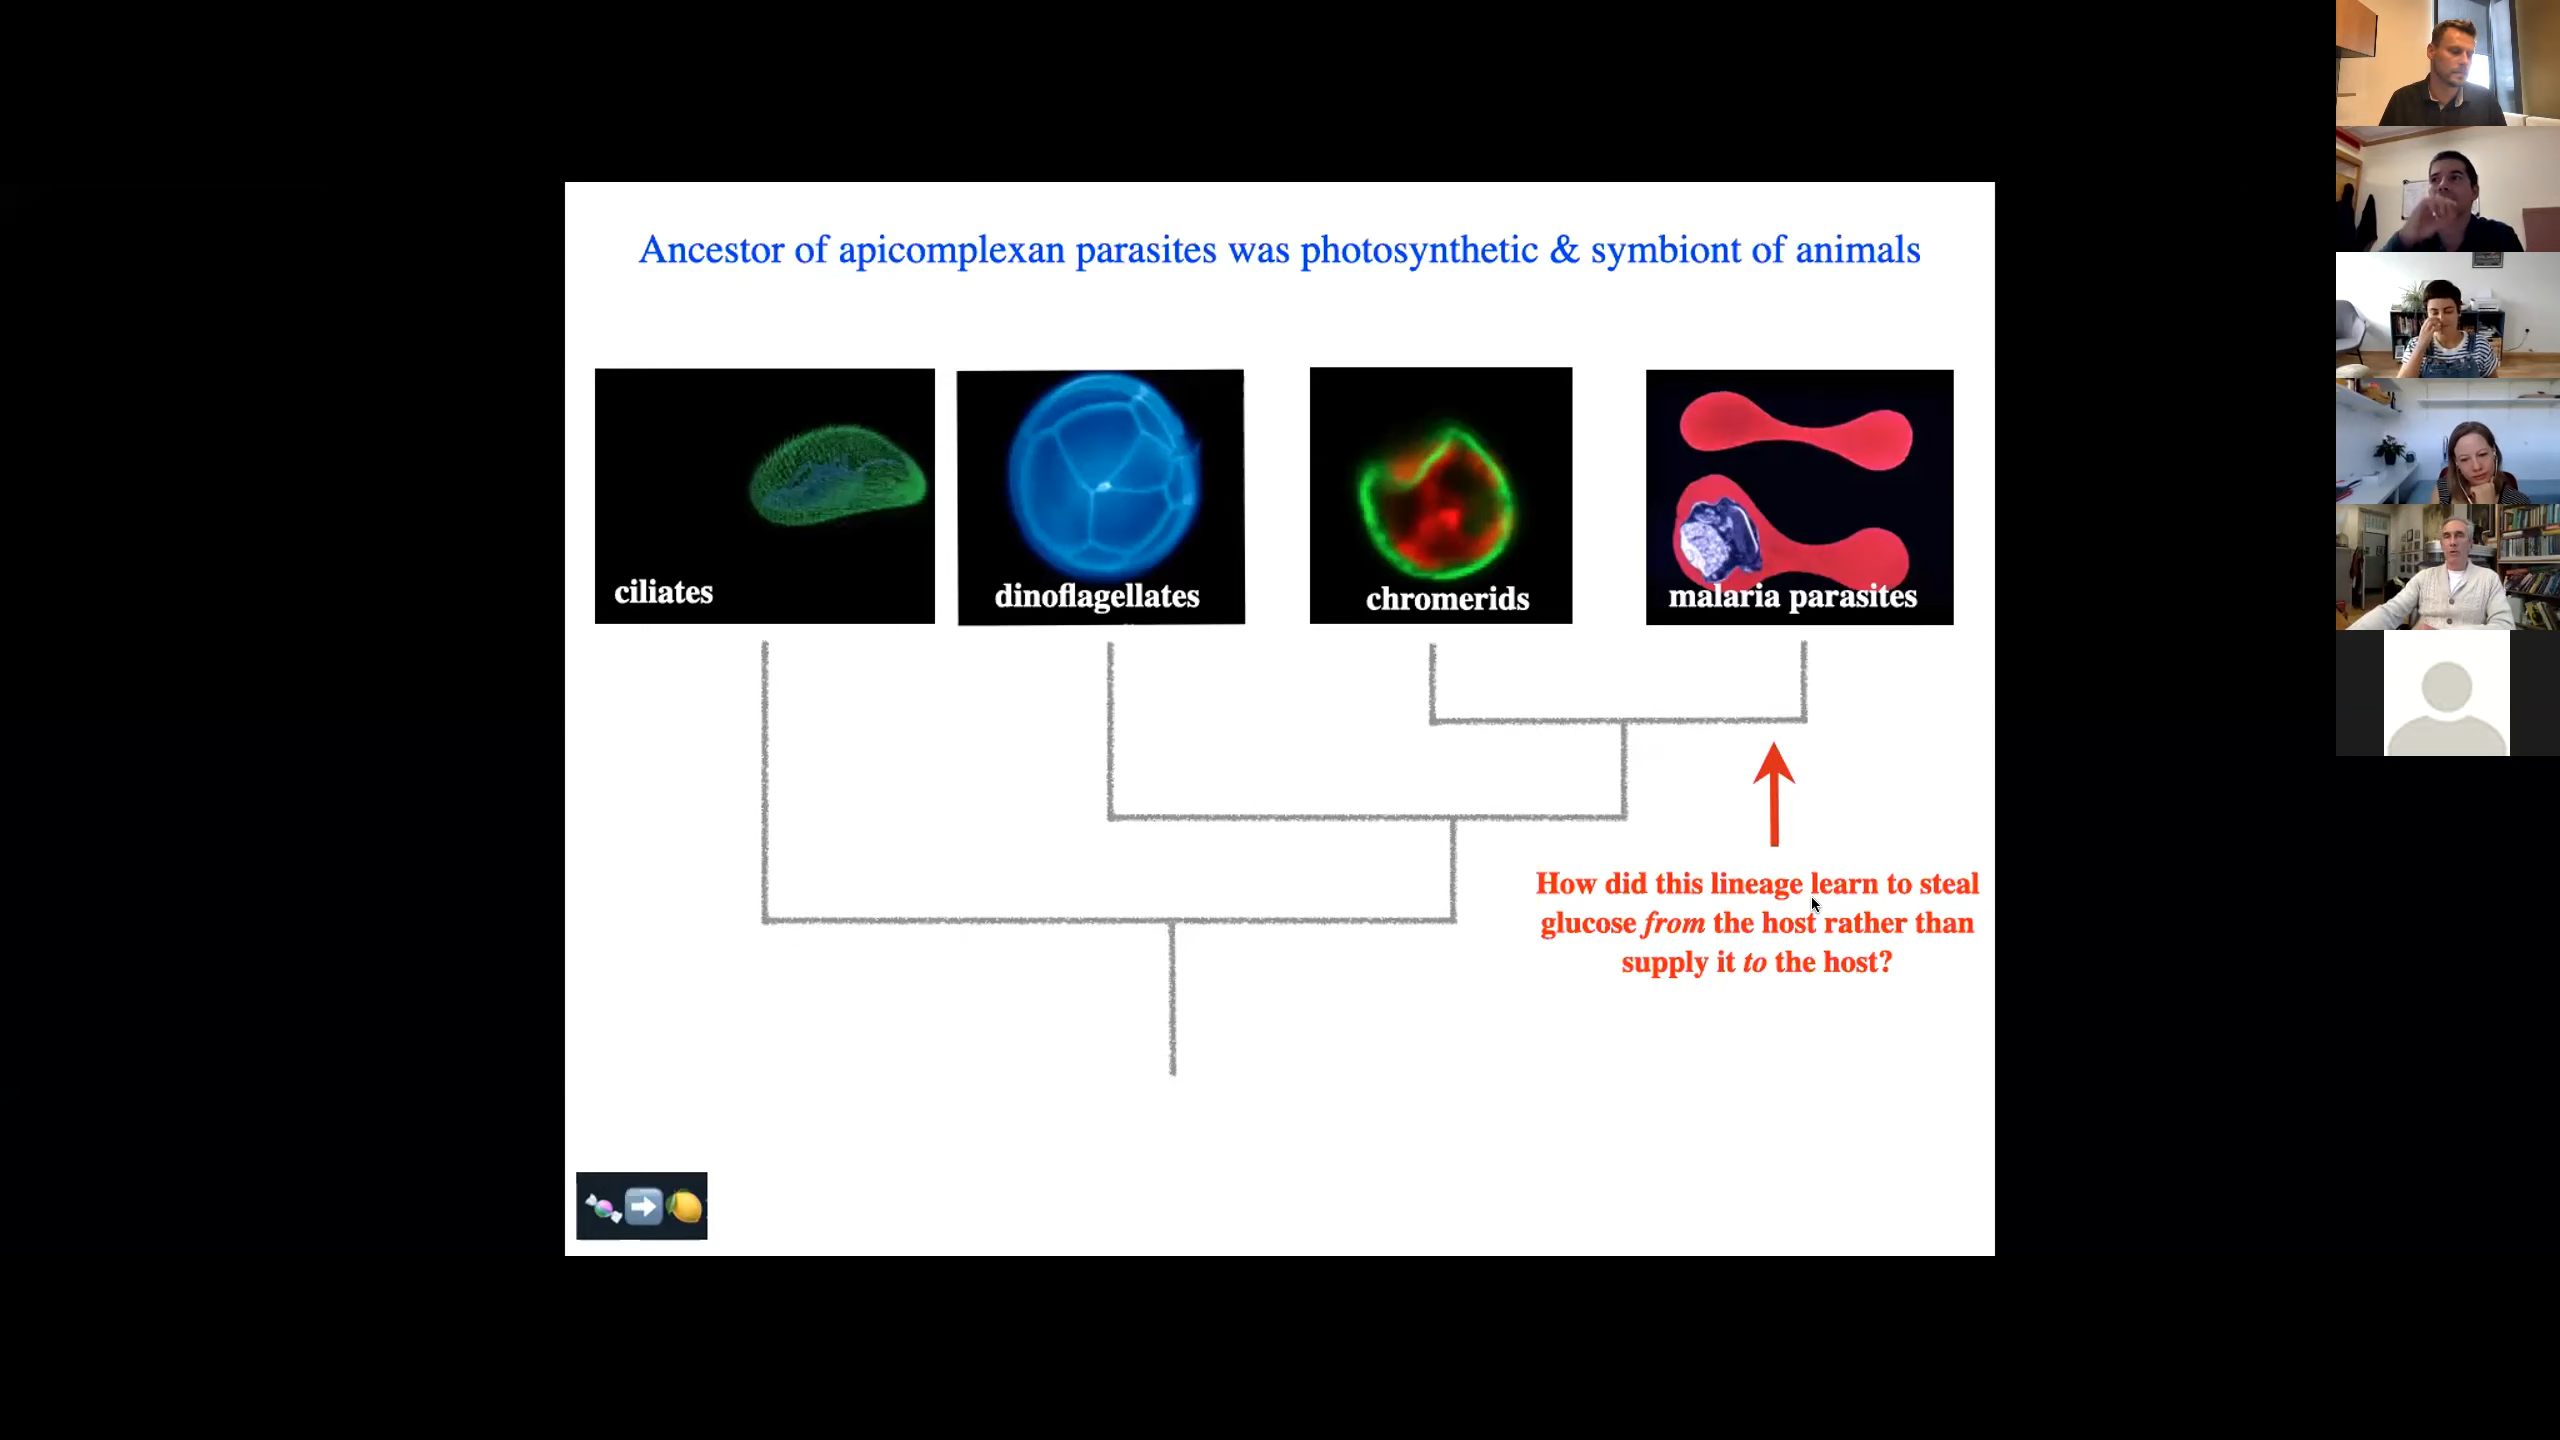 Ancestor of apicomplexan parasites was photosynthetic & symbiont of animals
ciliates
dinoflagellates
chromerids
malaria parasites
How did this lineage learn to steal
glucose from the host rather than
supply it to the host?